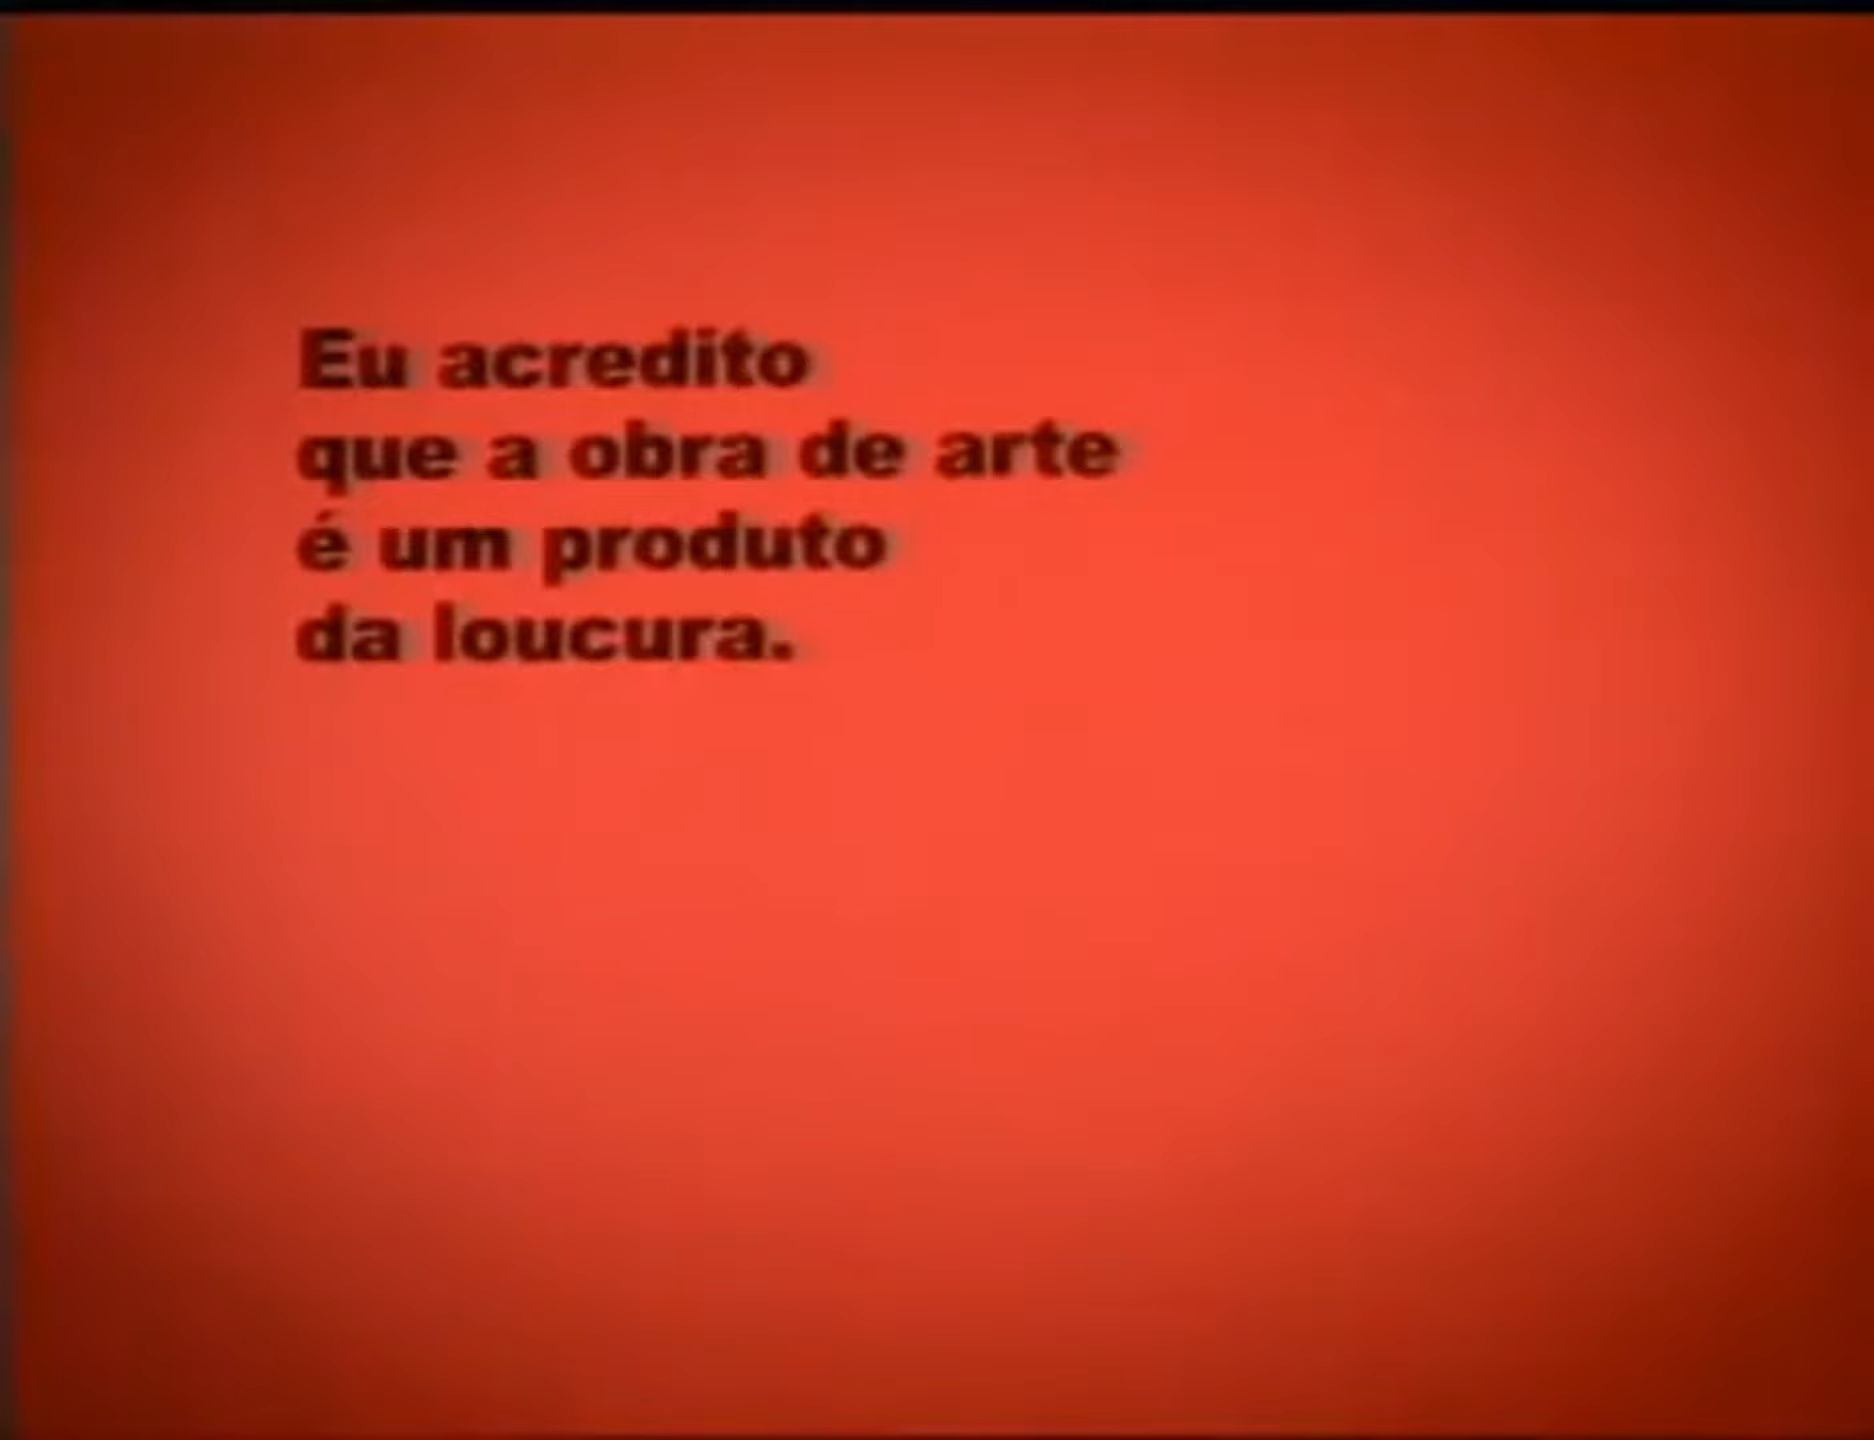 Eu acredito
que a obra de arte
é um produto
da loucura.